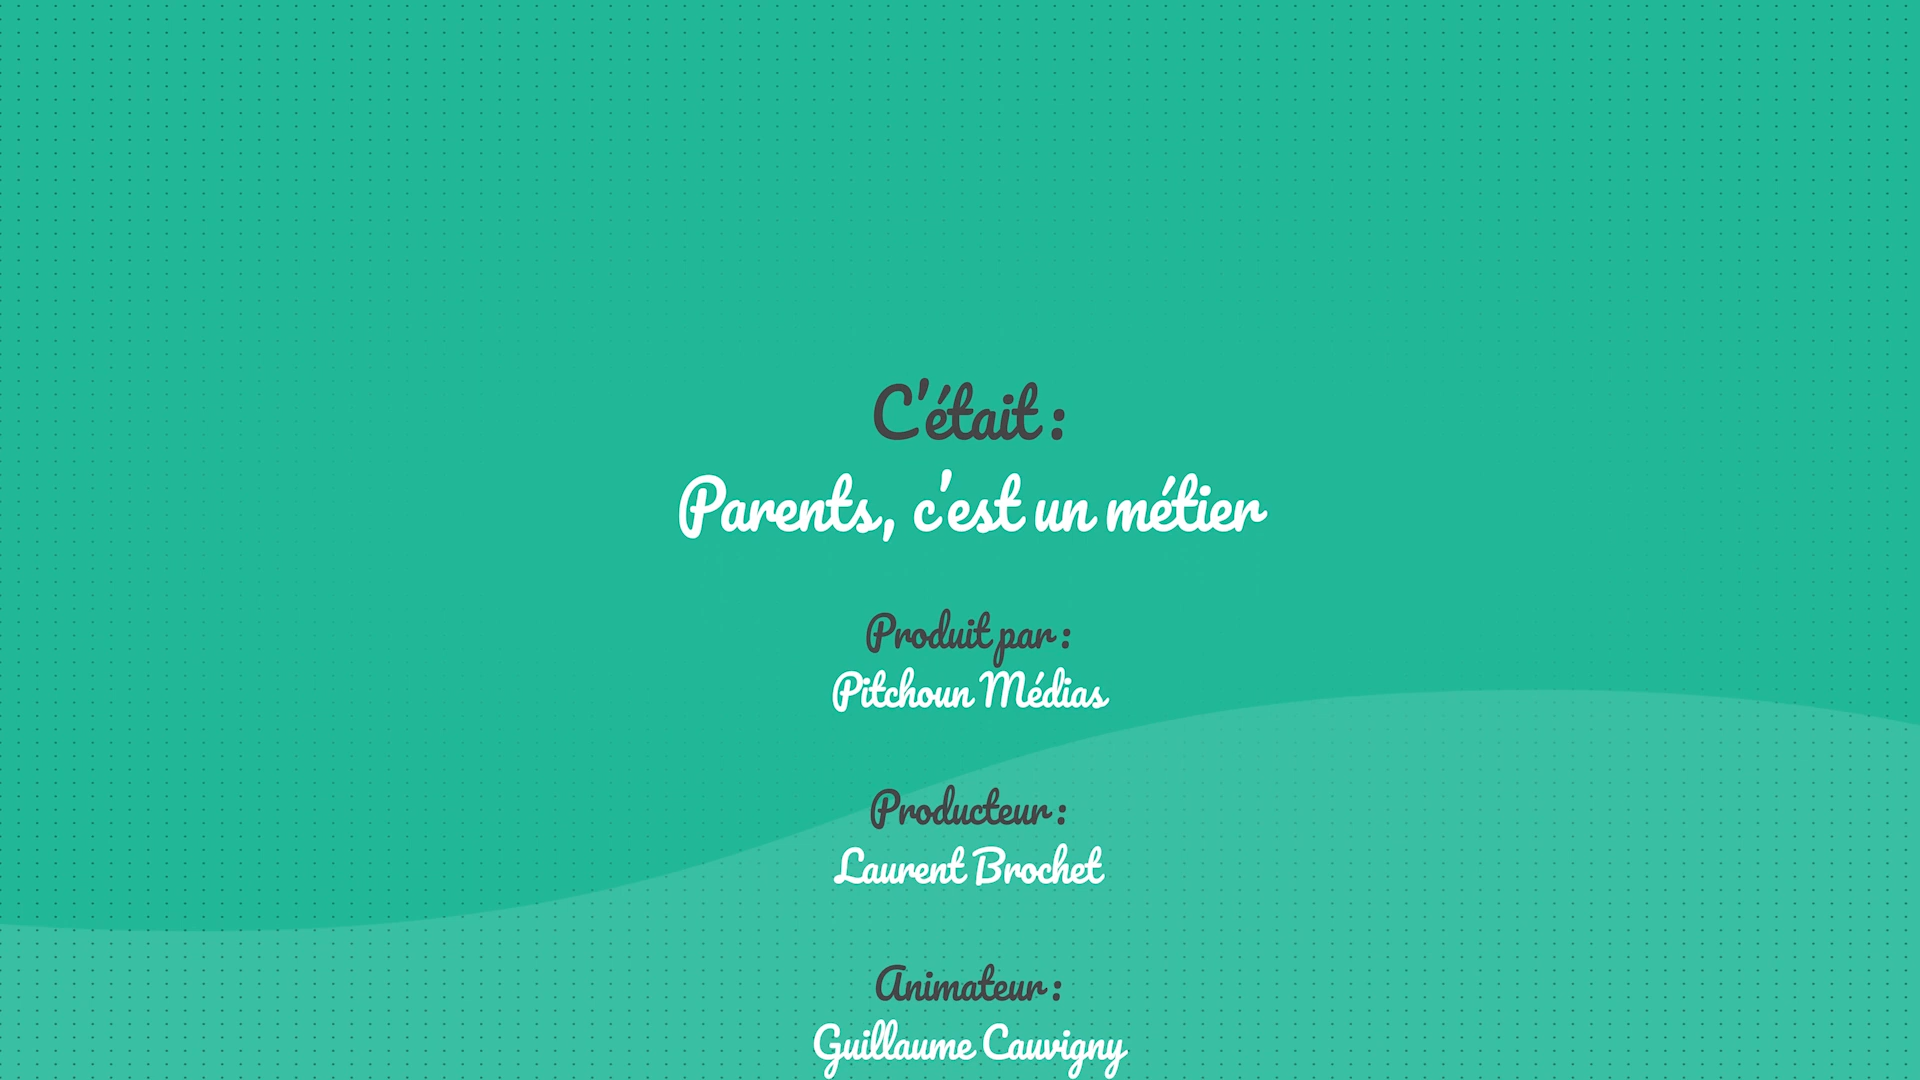 C'était :
Parents, c'est un métier
Produit par :
Pitchoun Médias
Producteur :
Laurent Brochet
Animateur :
Guillaume Cauvigny